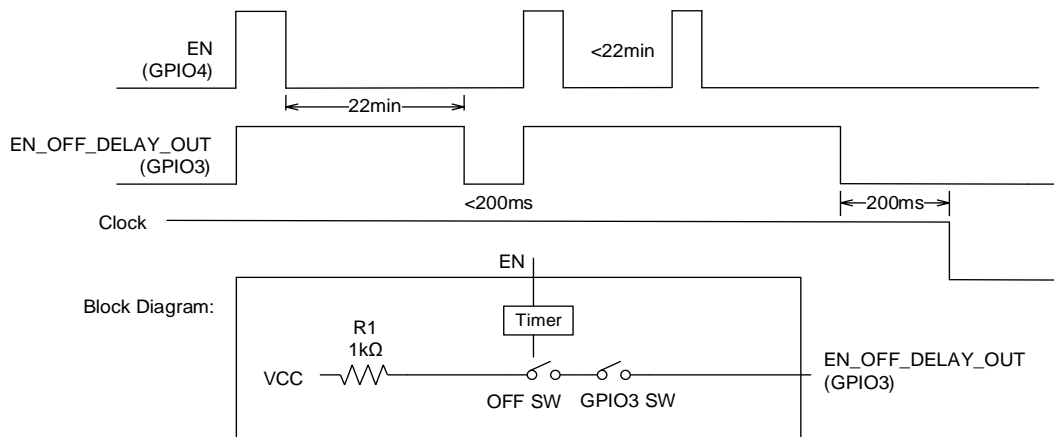 EN
(GPIO4)
<22min
22min
EN_OFF_DELAY_OUT
(GPIO3)
<200ms
200ms
Clock
EN
Block Diagram:
Timer
R1
1kΩ
VCC
OFF SW
GPIO3 SW
EN_OFF_DELAY_OUT
(GPIO3)